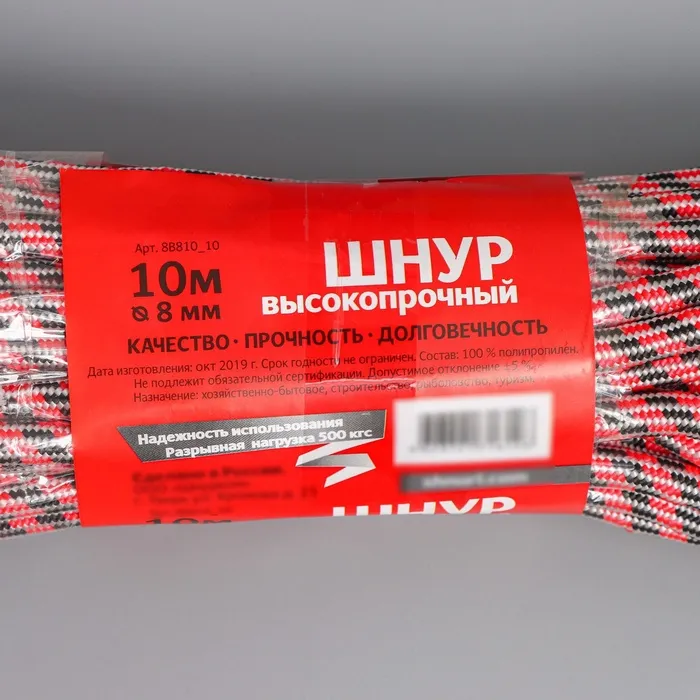 Арт. 8В810_10
ШНУР
10м
ВЫСОКОПРОЧНЫЙ
⌀ 8 мм
КАЧЕСТВО · ПРОЧНОСТЬ · ДОЛГОВЕЧНОСТЬ
Дата изготовления: окт 2019 г. Срок годности не ограничен. Состав: 100 % полипропилен.
Не подлежит обязательной сертификации. Допустимое отклонение ±5 %.
Назначение: хозяйственно-бытовое, строительство, рыболовство, туризм
Надежность использования
Разрывная нагрузка 500 кгс
Сделано в России
10м
ШНУР